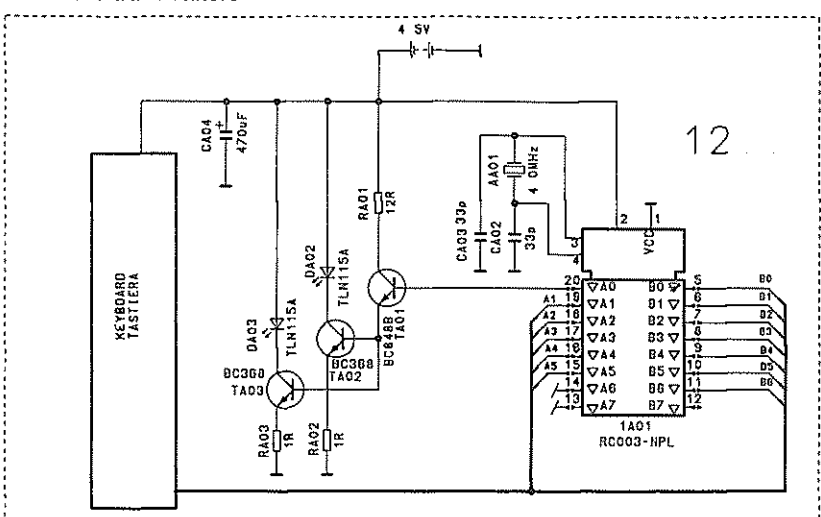 4 5V
12
CA04
470uF
RA01
12R
AA01
4 0MHz
CA03 33p
CA02
33p
2 1
VCC
3
4
KEYBOARD
TASTIERA
DA02
TLN115A
DA03
TLN115A
BC848B
TA01
BC368
TA02
BC368
TA03
RA03
1R
RA02
1R
20 A0 B0 5 B0
A1 19 A1 B1 6 B1
A2 18 A2 B2 7 B2
A3 17 A3 B3 8 B3
A4 16 A4 B4 9 B4
A5 15 A5 B5 10 B5
14 A6 B6 11 B6
13 A7 B7 12
1A01
RC003-NPL